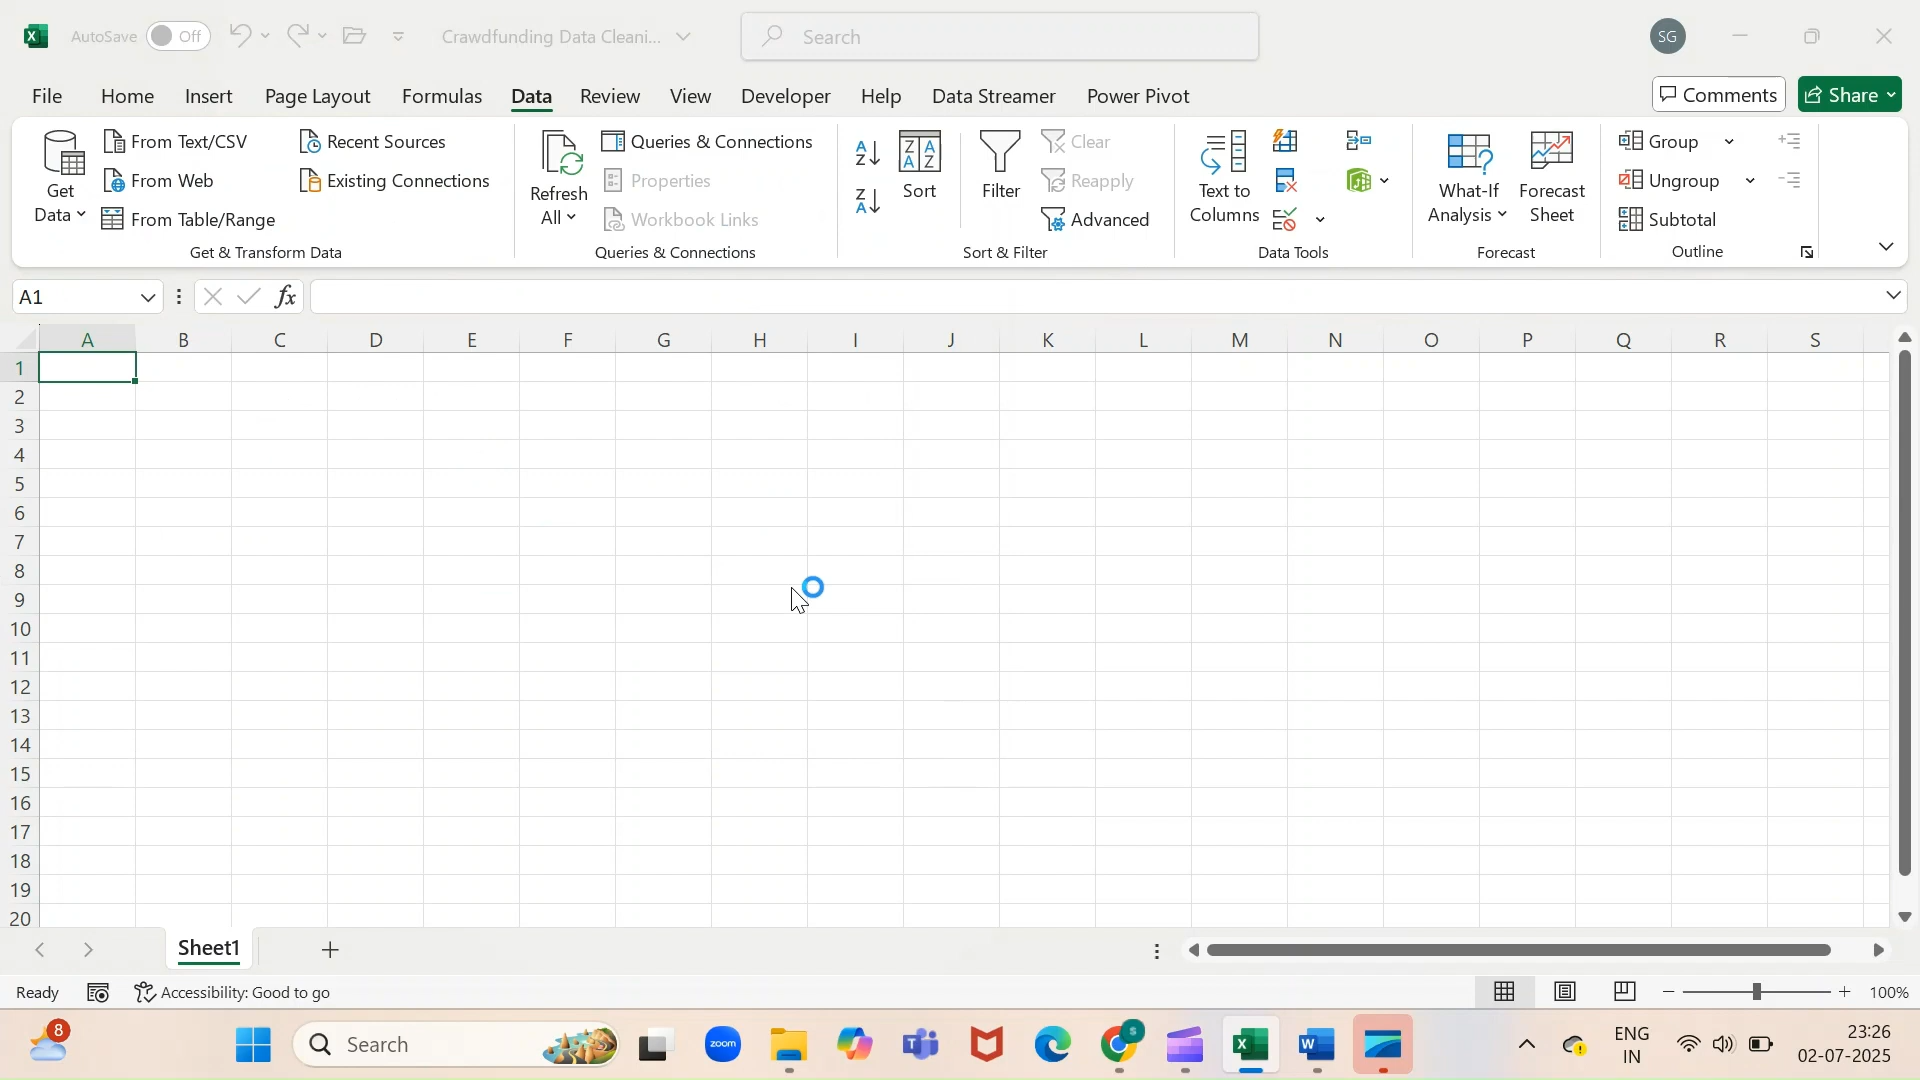 AutoSave Off Crawdfunding Data Cleani... Search SG
File Home Insert Page Layout Formulas Data Review View Developer Help Data Streamer Power Pivot Comments Share
Get Data
From Text/CSV
From Web
From Table/Range
Recent Sources
Existing Connections
Get & Transform Data
Refresh All
Queries & Connections
Properties
Workbook Links
Queries & Connections
Sort
Filter
Clear
Reapply
Advanced
Sort & Filter
Text to Columns
Data Tools
What-If Analysis
Forecast Sheet
Forecast
Group
Ungroup
Subtotal
Outline
A1 fx
A B C D E F G H I J K L M N O P Q R S
1
2
3
4
5
6
7
8
9
10
11
12
13
14
15
16
17
18
19
20
Sheet1
Ready Accessibility: Good to go 100%
8 Search zoom ENG IN 23:26 02-07-2025